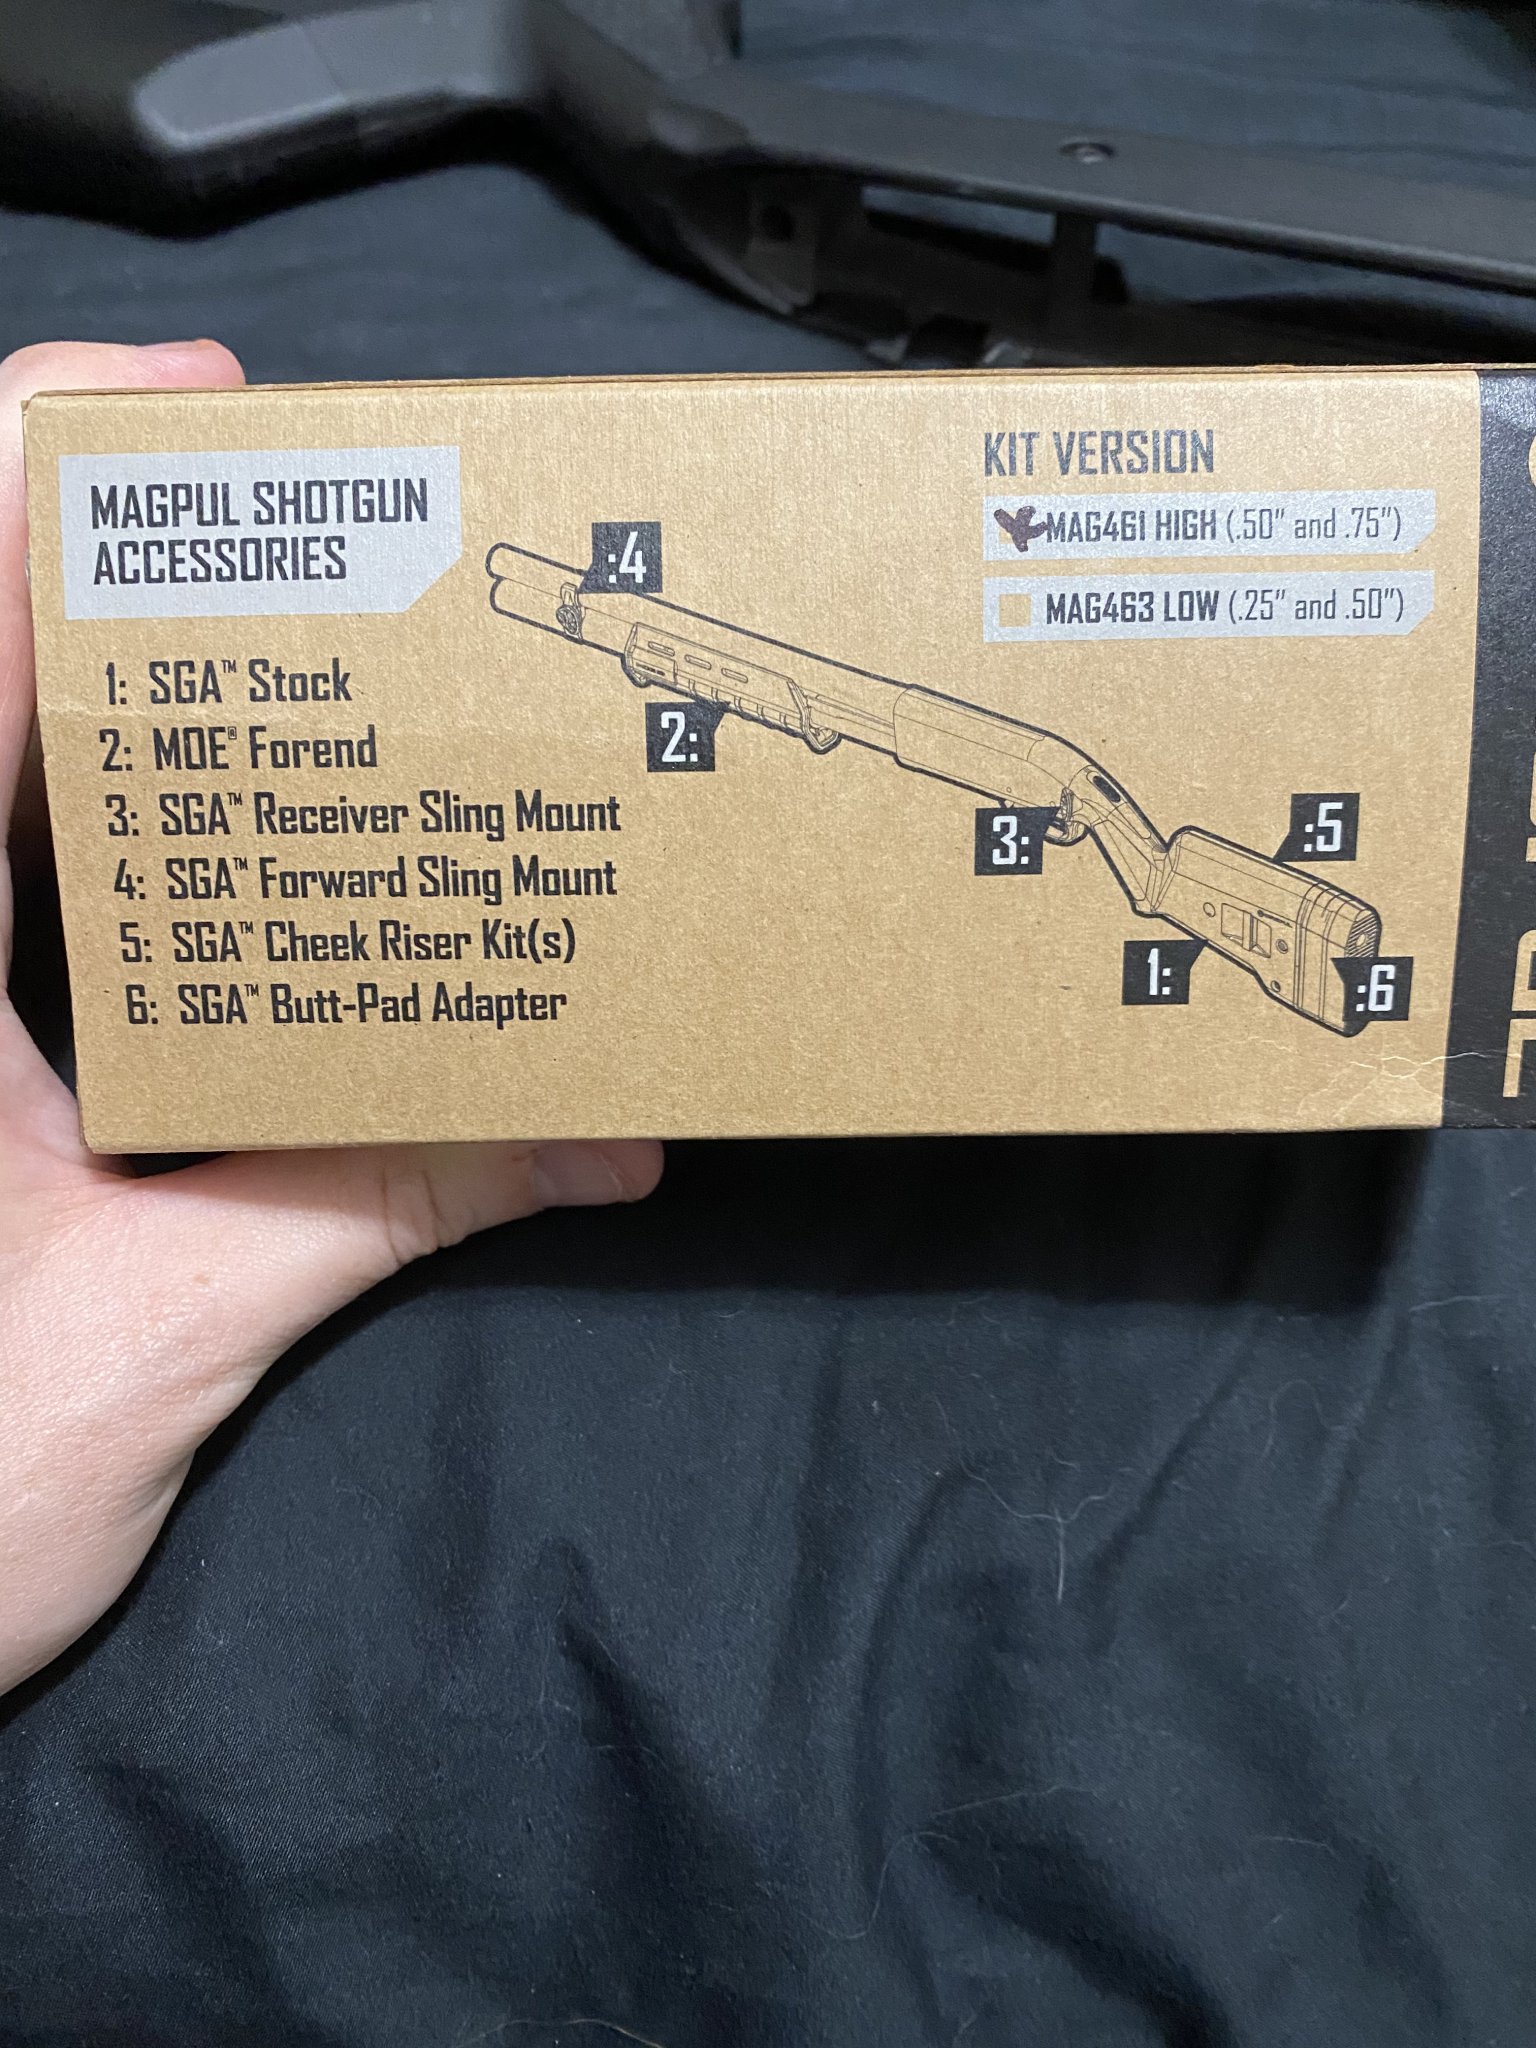 MAGPUL SHOTGUN
ACCESSORIES
1: SGA™ Stock
2: MOE® Forend
3: SGA™ Receiver Sling Mount
4: SGA™ Forward Sling Mount
5: SGA™ Cheek Riser Kit(s)
6: SGA™ Butt-Pad Adapter
KIT VERSION
MAG461 HIGH (.50" and .75")
MAG463 LOW (.25" and .50")
:4
2:
3:
:5
1:
:6